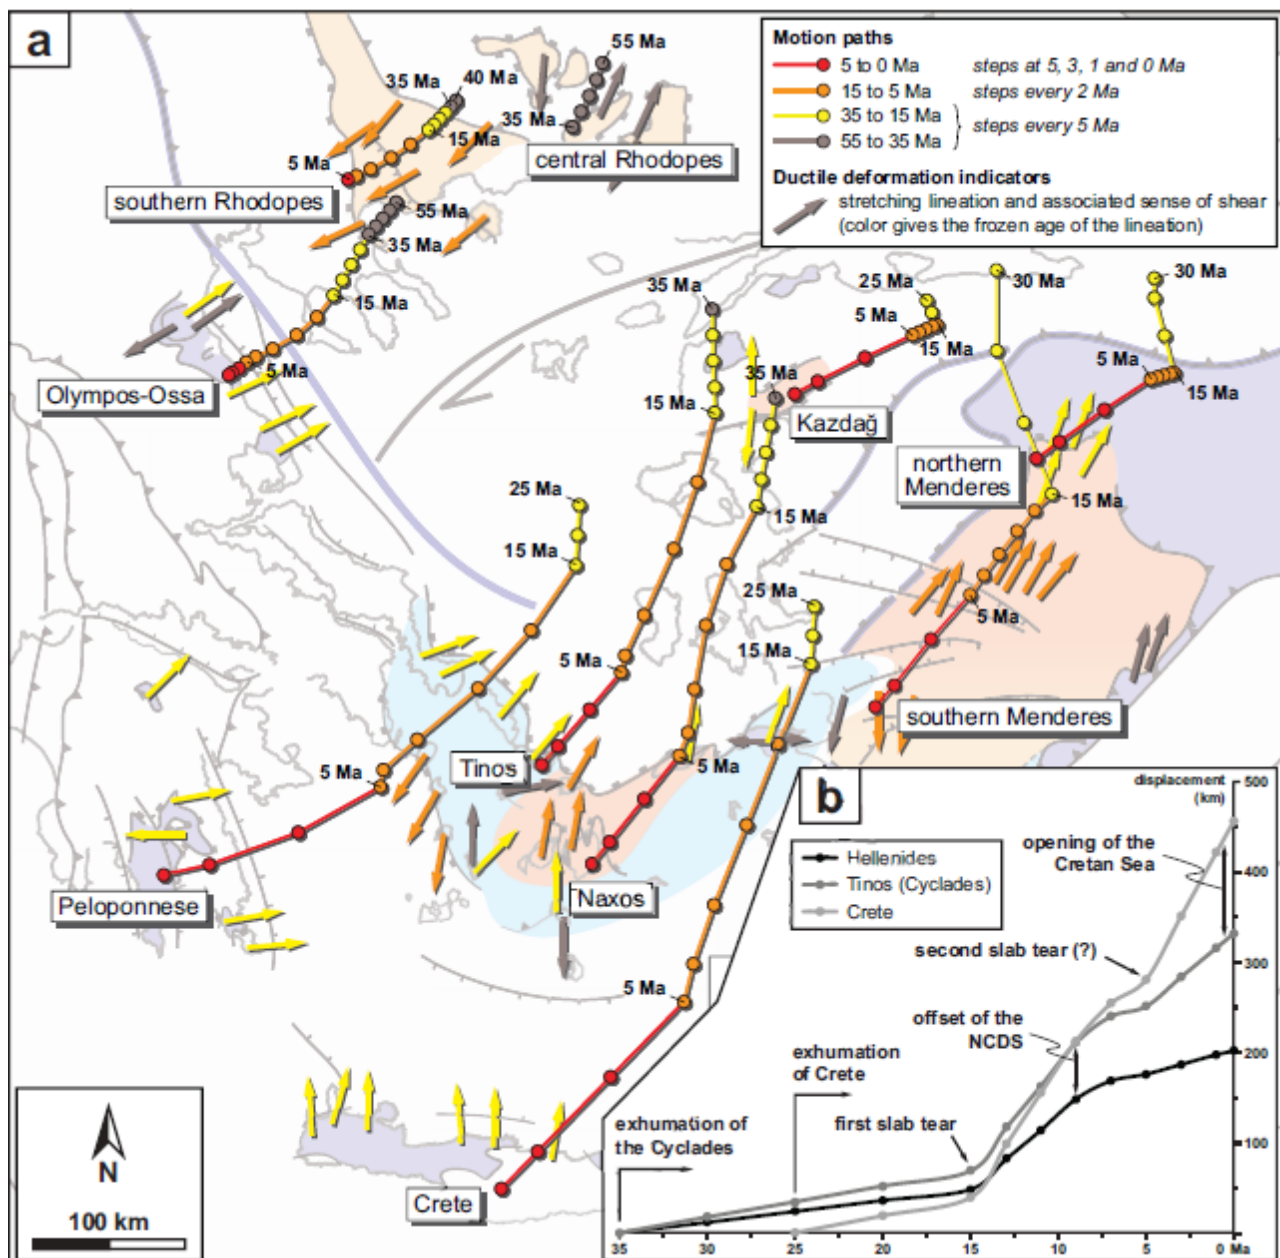 a
Motion paths
5 to 0 Ma steps at 5, 3, 1 and 0 Ma
15 to 5 Ma steps every 2 Ma
35 to 15 Ma
steps every 5 Ma
55 to 35 Ma
Ductile deformation indicators
stretching lineation and associated sense of shear
(color gives the frozen age of the lineation)
55 Ma
40 Ma
35 Ma
35 Ma
15 Ma
central Rhodopes
5 Ma
southern Rhodopes
55 Ma
35 Ma
15 Ma
5 Ma
Olympos-Ossa
35 Ma
15 Ma
25 Ma
5 Ma
15 Ma
35 Ma
Kazdağ
30 Ma
30 Ma
5 Ma
15 Ma
northern
Menderes
15 Ma
25 Ma
15 Ma
15 Ma
25 Ma
15 Ma
5 Ma
5 Ma
southern Menderes
Tinos
5 Ma
5 Ma
Peloponnese
Naxos
5 Ma
Crete
N
100 km
b
displacement
(km)
500
400
300
200
100
Hellenides
Tinos (Cyclades)
Crete
opening of the
Cretan Sea
second slab tear (?)
offset of the
NCDS
exhumation
of Crete
first slab tear
exhumation of
the Cyclades
35 30 25 20 15 10 5 0 Ma